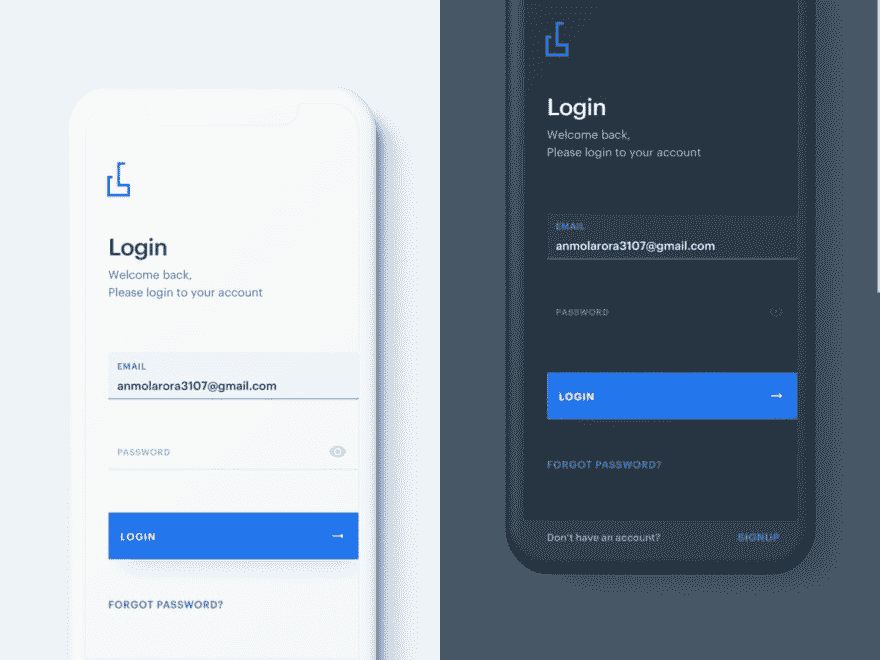 Login
Welcome back,
Please login to your account
EMAIL
anmolarora3107@gmail.com
PASSWORD
LOGIN →
FORGOT PASSWORD?
Login
Welcome back,
Please login to your account
EMAIL
anmolarora3107@gmail.com
PASSWORD
LOGIN →
FORGOT PASSWORD?
Don't have an account? SIGNUP